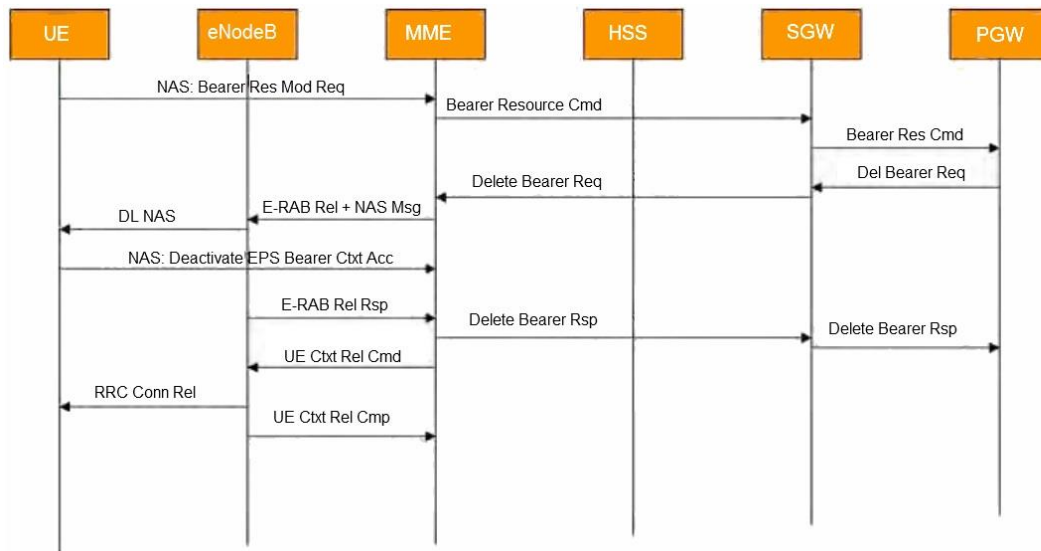 UE
eNodeB
MME
HSS
SGW
PGW
NAS: Bearer Res Mod Req
Bearer Resource Cmd
Bearer Res Cmd
Del Bearer Req
Delete Bearer Req
E-RAB Rel + NAS Msg
DL NAS
NAS: Deactivate EPS Bearer Ctxt Acc
E-RAB Rel Rsp
Delete Bearer Rsp
Delete Bearer Rsp
UE Ctxt Rel Cmd
RRC Conn Rel
UE Ctxt Rel Cmp